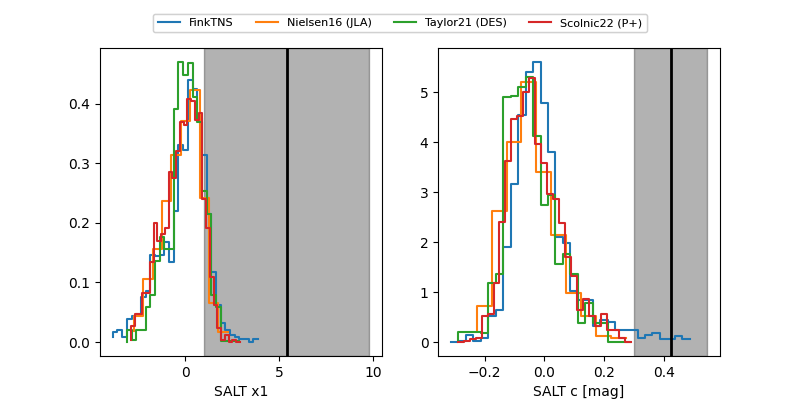 FinkTNS Nielsen16 (JLA) Taylor21 (DES) Scolnic22 (P+)
0.4
0.3
0.2
0.1
0.0
0 5 10
SALT x1
5
4
3
2
1
0
−0.2 0.0 0.2 0.4
SALT c [mag]